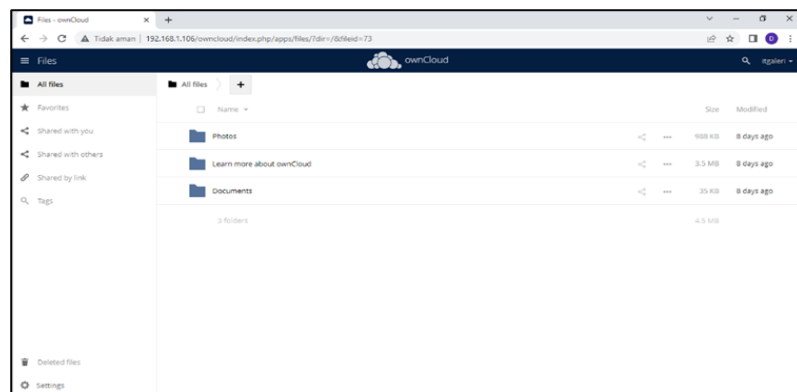 Files - ownCloud
Tidak aman | 192.168.1.106/owncloud/index.php/apps/files/?dir=/&fileid=73
D
Files
ownCloud
itgaleri
All files
Favorites
Shared with you
Shared with others
Shared by link
Tags
Deleted files
Settings
All files
Name Size Modified
Photos 988 KB 8 days ago
Learn more about ownCloud 3.5 MB 8 days ago
Documents 35 KB 8 days ago
3 folders 4.5 MB